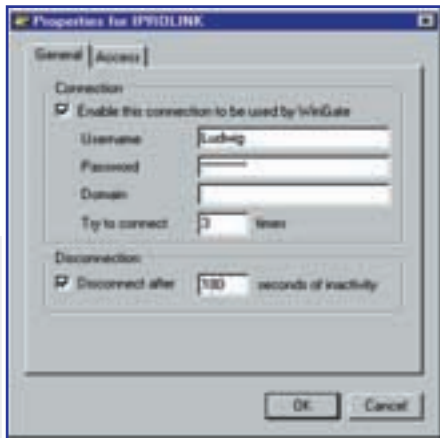 Properties for IPROLINK
General Access
Connection
Enable this connection to be used by WinGate
Username Ludwig
Password
Domain
Try to connect 3 times
Disconnection
Disconnect after 180 seconds of inactivity
OK Cancel